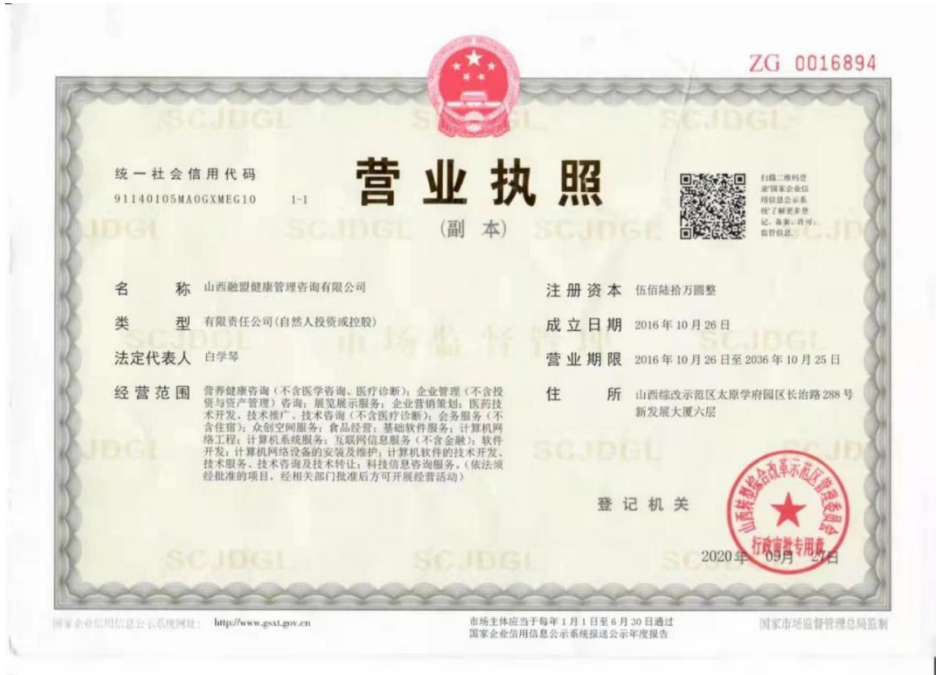 ZG 0016894
统一社会信用代码
91140105MA0GXMEG10 1-1
营业执照
(副 本)
扫描二维码登
录'国家企业信
用信息公示系
统'了解更多登
记、备案、许可、
监管信息。
名 称 山西融盟健康管理咨询有限公司
类 型 有限责任公司(自然人投资或控股)
法定代表人 白学琴
经营范围 营养健康咨询(不含医学咨询、医疗诊断);企业管理(不含投
资与资产管理)咨询;展览展示服务;企业营销策划;医药技
术开发、技术推广、技术咨询(不含医疗诊断);会务服务(不
含住宿);众创空间服务;食品经营;基础软件服务;计算机网
络工程;计算机系统服务;互联网信息服务(不含金融);软件
开发;计算机网络设备的安装及维护;计算机软件的技术开发、
技术服务、技术咨询及技术转让;科技信息咨询服务。(依法须
经批准的项目,经相关部门批准后方可开展经营活动)
注册资本 伍佰陆拾万圆整
成立日期 2016年10月26日
营业期限 2016年10月26日至2036年10月25日
住 所 山西综改示范区太原学府园区长治路288号
新发展大厦六层
登记机关
山西转型综合改革示范区管理委员会
行政审批专用章
2020年 09月 27日
国家企业信用信息公示系统网址: http://www.gsxt.gov.cn
市场主体应当于每年1月1日至6月30日通过
国家企业信用信息公示系统报送公示年度报告
国家市场监督管理总局监制
SCJDGL
市场监督管理